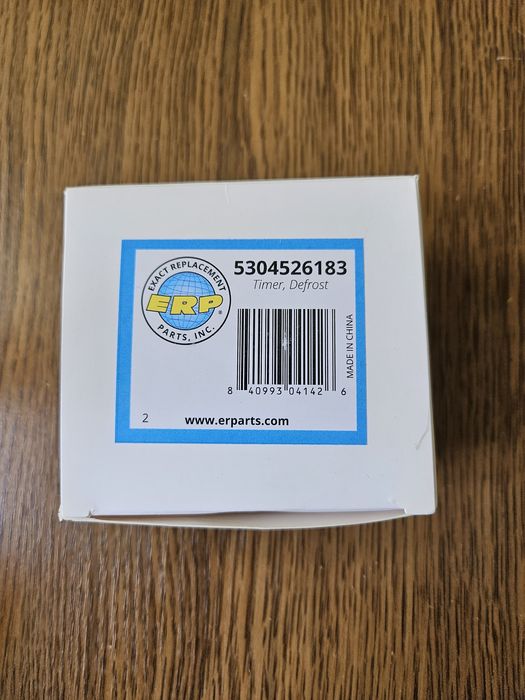 EXACT REPLACEMENT
ERP®
PARTS, INC.
5304526183
Timer, Defrost
8 40993 04142 6
MADE IN CHINA
2
www.erparts.com